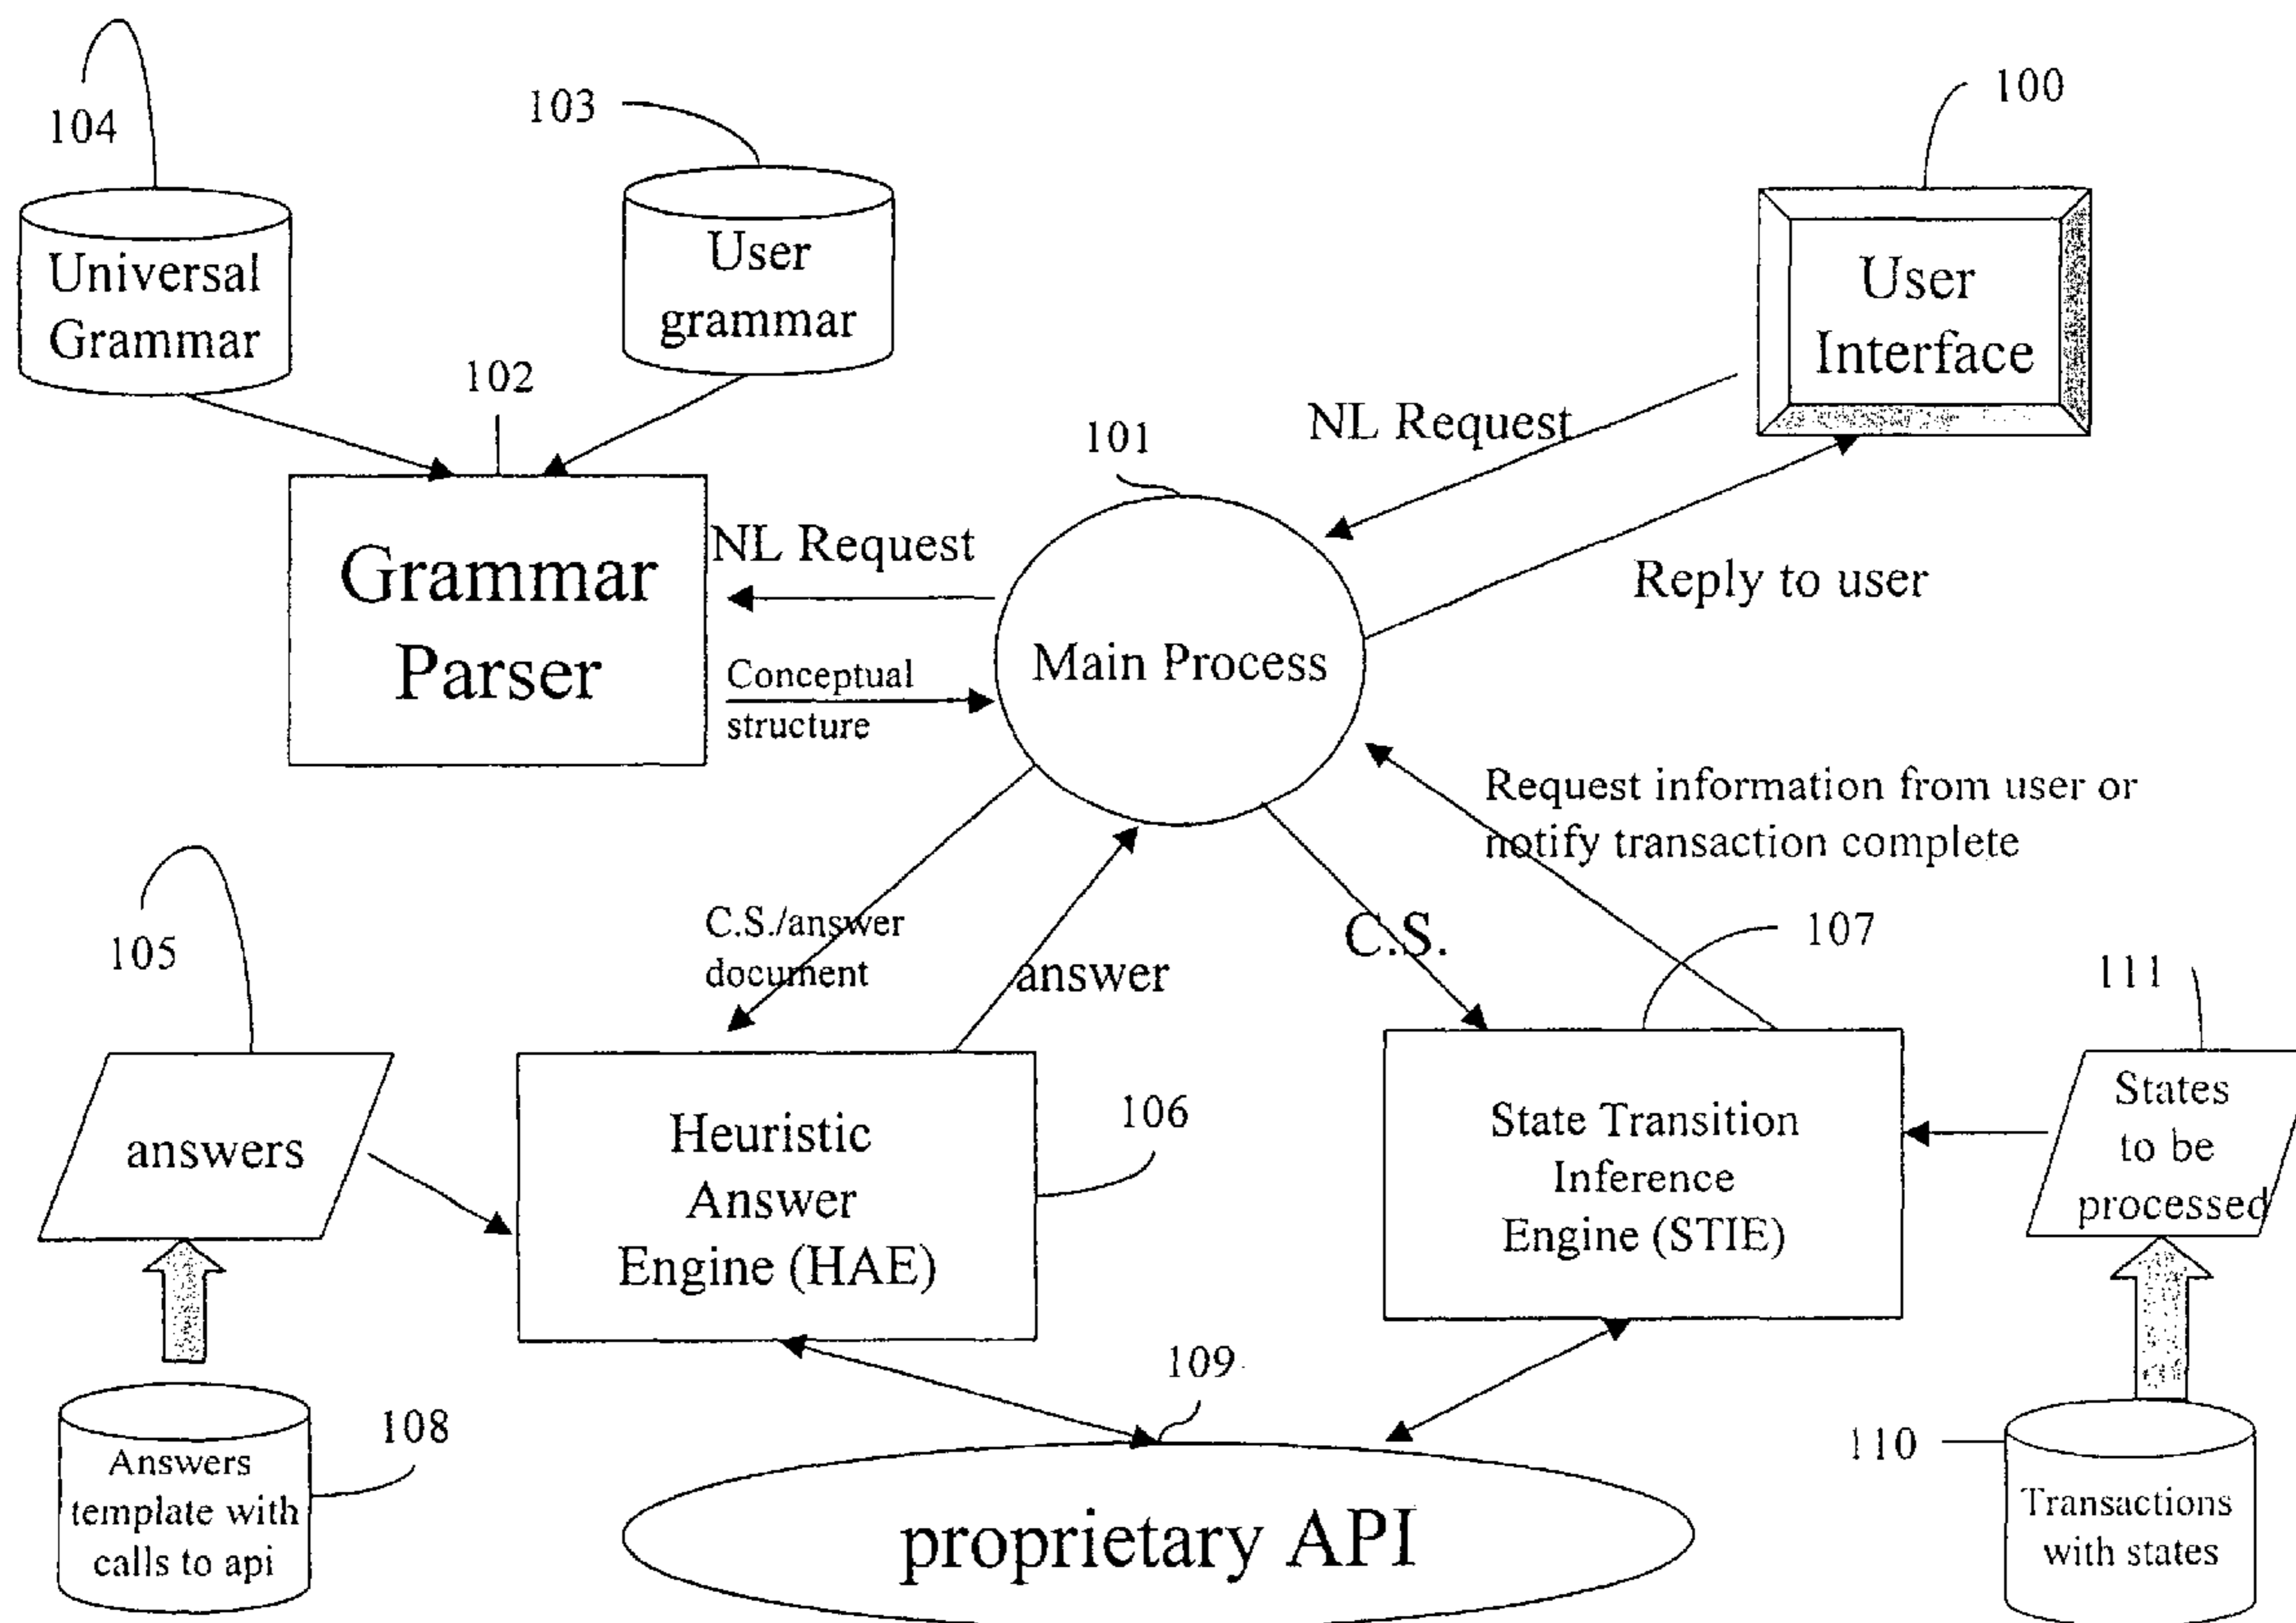 104
103
100
Universal
Grammar
User
grammar
User
Interface
102
101
NL Request
Grammar
Parser
NL Request
Conceptual
structure
Main Process
Reply to user
Request information from user or
notify transaction complete
105
C.S./answer
document
answer
C.S.
107
111
answers
Heuristic
Answer
Engine (HAE)
106
State Transition
Inference
Engine (STIE)
States
to be
processed
108
Answers
template with
calls to api
109
proprietary API
110
Transactions
with states